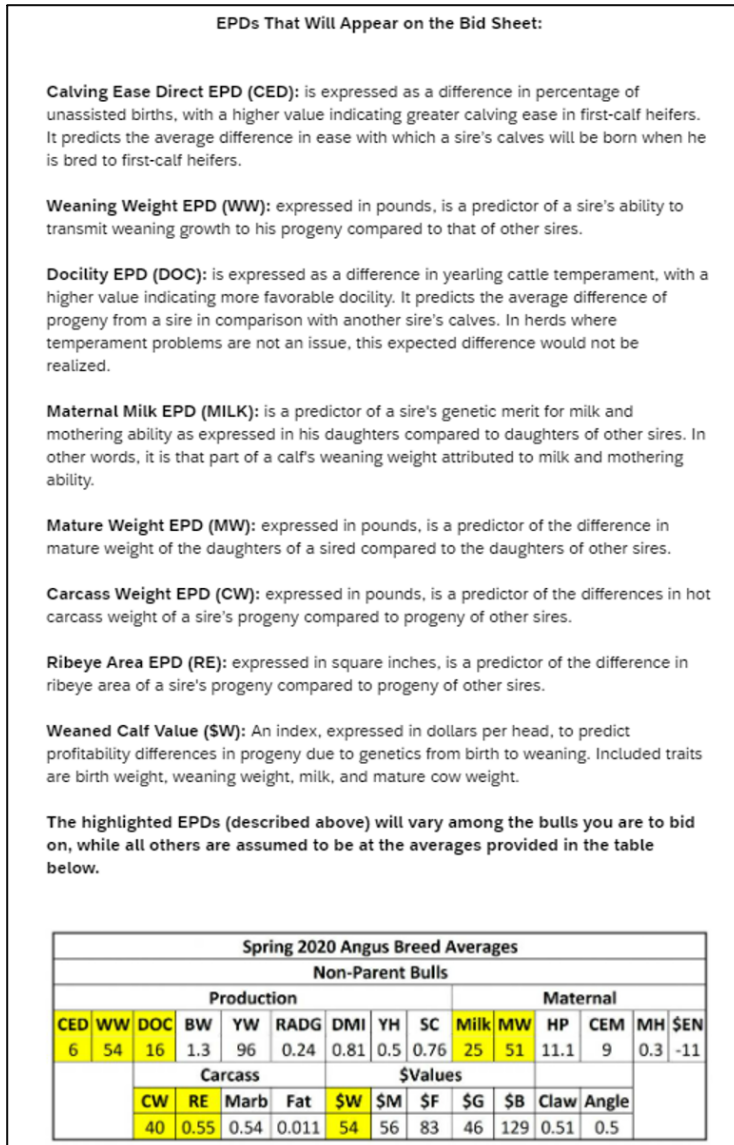 EPDs That Will Appear on the Bid Sheet:
Calving Ease Direct EPD (CED): is expressed as a difference in percentage of
unassisted births, with a higher value indicating greater calving ease in first-calf heifers.
It predicts the average difference in ease with which a sire's calves will be born when he
is bred to first-calf heifers.
Weaning Weight EPD (WW): expressed in pounds, is a predictor of a sire's ability to
transmit weaning growth to his progeny compared to that of other sires.
Docility EPD (DOC): is expressed as a difference in yearling cattle temperament, with a
higher value indicating more favorable docility. It predicts the average difference of
progeny from a sire in comparison with another sire's calves. In herds where
temperament problems are not an issue, this expected difference would not be
realized.
Maternal Milk EPD (MILK): is a predictor of a sire's genetic merit for milk and
mothering ability as expressed in his daughters compared to daughters of other sires. In
other words, it is that part of a calf's weaning weight attributed to milk and mothering
ability.
Mature Weight EPD (MW): expressed in pounds, is a predictor of the difference in
mature weight of the daughters of a sired compared to the daughters of other sires.
Carcass Weight EPD (CW): expressed in pounds, is a predictor of the differences in hot
carcass weight of a sire's progeny compared to progeny of other sires.
Ribeye Area EPD (RE): expressed in square inches, is a predictor of the difference in
ribeye area of a sire's progeny compared to progeny of other sires.
Weaned Calf Value ($W): An index, expressed in dollars per head, to predict
profitability differences in progeny due to genetics from birth to weaning. Included traits
are birth weight, weaning weight, milk, and mature cow weight.
The highlighted EPDs (described above) will vary among the bulls you are to bid
on, while all others are assumed to be at the averages provided in the table
below.
Spring 2020 Angus Breed Averages
Non-Parent Bulls
Production Maternal
CED WW DOC BW YW RADG DMI YH SC Milk MW HP CEM MH $EN
6 54 16 1.3 96 0.24 0.81 0.5 0.76 25 51 11.1 9 0.3 -11
Carcass $Values
CW RE Marb Fat $W $M $F $G $B Claw Angle
40 0.55 0.54 0.011 54 56 83 46 129 0.51 0.5